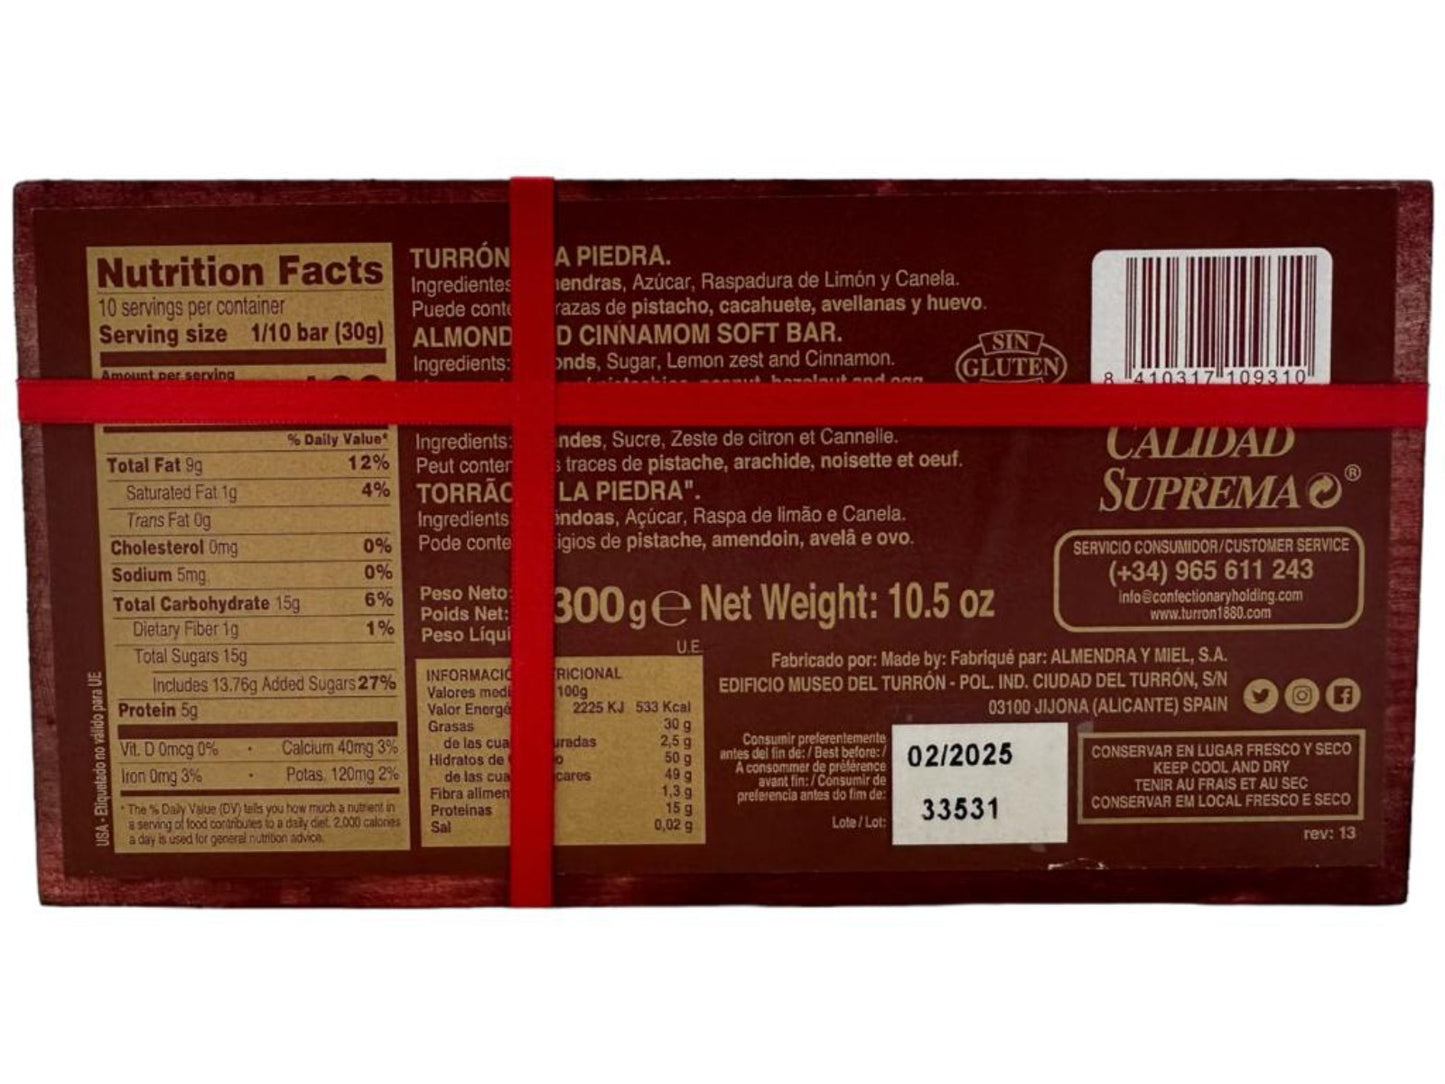 Nutrition Facts
10 servings per container
Serving size 1/10 bar (30g)
Amount per serving
% Daily Value*
Total Fat 9g 12%
Saturated Fat 1g 4%
Trans Fat 0g
Cholesterol 0mg 0%
Sodium 5mg 0%
Total Carbohydrate 15g 6%
Dietary Fiber 1g 1%
Total Sugars 15g
Includes 13.76g Added Sugars 27%
Protein 5g
Vit. D 0mcg 0% • Calcium 40mg 3%
Iron 0mg 3% • Potas. 120mg 2%
* The % Daily Value (DV) tells you how much a nutrient in
a serving of food contributes to a daily diet. 2,000 calories
a day is used for general nutrition advice.
USA - Etiquetado no válido para UE
TURRÓN A PIEDRA.
Ingredientes endras, Azúcar, Raspadura de Limón y Canela.
Puede conte razas de pistacho, cacahuete, avellanas y huevo.
ALMOND D CINNAMOM SOFT BAR.
Ingredients: onds, Sugar, Lemon zest and Cinnamon.
peanut, hazelnut and egg
Ingredients: ndes, Sucre, Zeste de citron et Cannelle.
Peut conter s traces de pistache, arachide, noisette et oeuf.
TORRÃO LA PIEDRA".
Ingredients êndoas, Açúcar, Raspa de limão e Canela.
Pode conte ígios de pistache, amendoin, avelã e ovo.
Peso Neto:
Poids Net:
Peso Líqui
300 g e Net Weight: 10.5 oz
U.E.
INFORMACIÓ TRICIONAL
Valores medi 100g
Valor Energé 2225 KJ 533 Kcal
Grasas 30 g
de las cua uradas 2,5 g
Hidratos de o 50 g
de las cua cares 49 g
Fibra alimen 1,3 g
Proteinas 15 g
Sal 0,02 g
SIN
GLUTEN
8 410317 109310
CALIDAD
SUPREMA ®
SERVICIO CONSUMIDOR/CUSTOMER SERVICE
(+34) 965 611 243
info@confectionaryholding.com
www.turron1880.com
Fabricado por: Made by: Fabriqué par: ALMENDRA Y MIEL, S.A.
EDIFICIO MUSEO DEL TURRÓN - POL. IND. CIUDAD DEL TURRÓN, S/N
03100 JIJONA (ALICANTE) SPAIN
Consumir preferentemente
antes del fin de: / Best before: /
A consommer de préférence
avant fin: / Consumir de
preferencia antes do fim de:
02/2025
Lote / Lot:
33531
CONSERVAR EN LUGAR FRESCO Y SECO
KEEP COOL AND DRY
TENIR AU FRAIS ET AU SEC
CONSERVAR EM LOCAL FRESCO E SECO
rev: 13